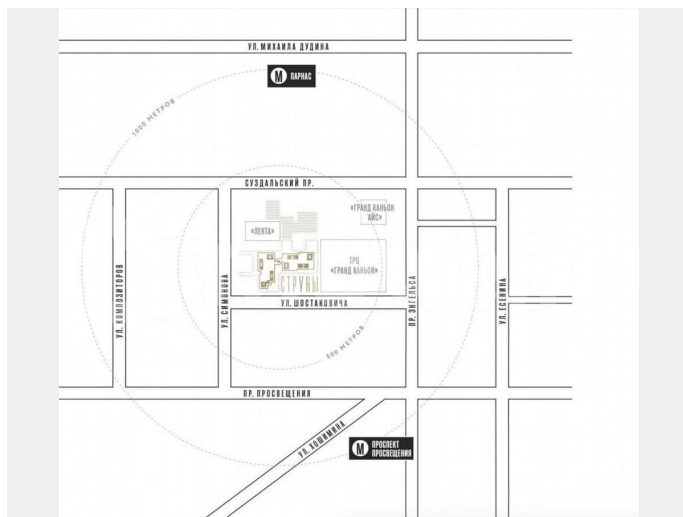 УЛ. МИХАИЛА ДУДИНА
М ПАРНАС
1000 МЕТРОВ
СУЗДАЛЬСКИЙ ПР.
«ГРАНД КАНЬОН
АЙС»
«ЛЕНТА»
ТРЦ
«ГРАНД КАНЬОН»
СТРУНЫ
УЛ. КОМПОЗИТОРОВ
УЛ. СИМОНОВА
УЛ. ШОСТАКОВИЧА
ПР. ЭНГЕЛЬСА
УЛ. ЕСЕНИНА
500 МЕТРОВ
ПР. ПРОСВЕЩЕНИЯ
УЛ. ХОШИМИНА
М ПРОСПЕКТ
ПРОСВЕЩЕНИЯ